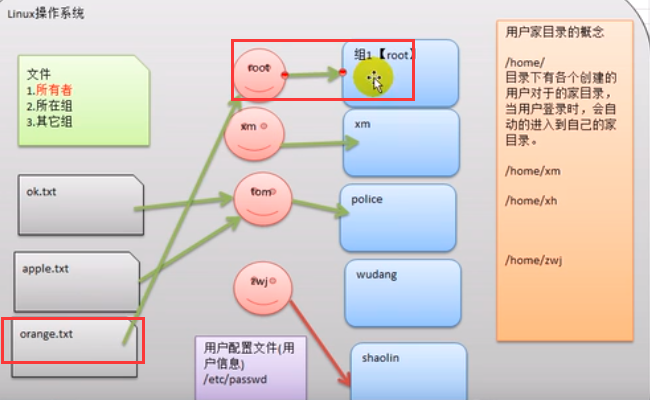 Linux操作系统
文件
1.所有者
2.所在组
3.其它组
ok.txt
apple.txt
orange.txt
root
xm
tom
zwj
组1【root】
xm
police
wudang
shaolin
用户配置文件(用
户信息)
/etc/passwd
用户家目录的概念
/home/
目录下有各个创建的
用户对于的家目录，
当用户登录时，会自
动的进入到自己的家
目录。
/home/xm
/home/xh
/home/zwj